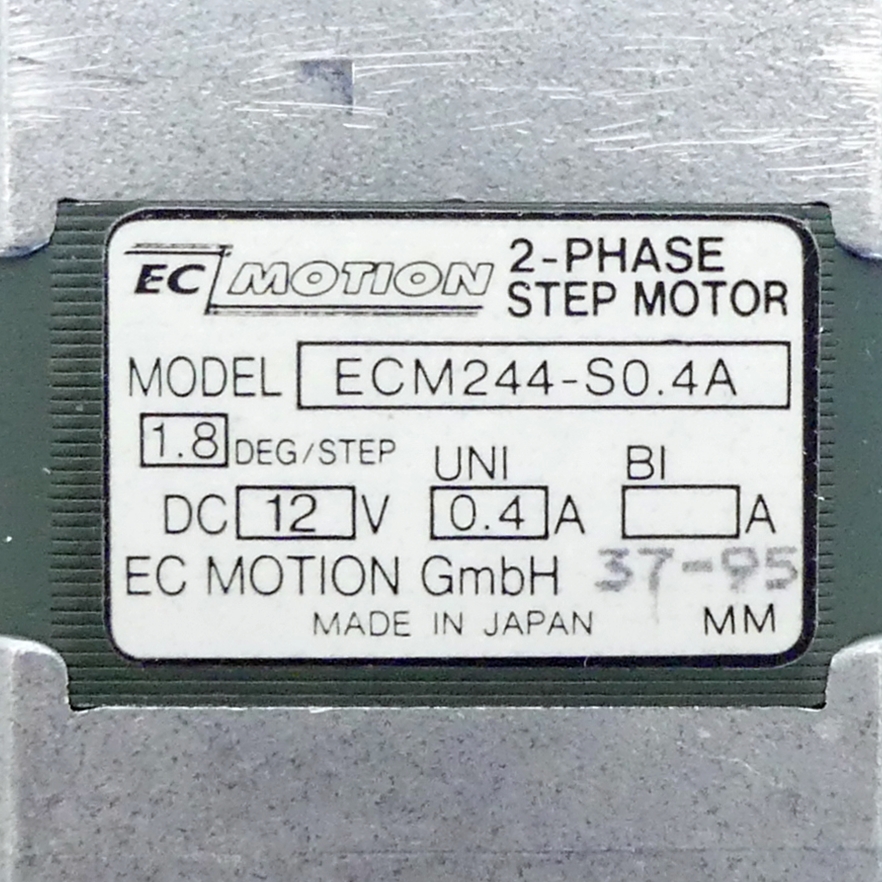 EC MOTION 2-PHASE
STEP MOTOR
MODEL ECM244-S0.4A
1.8 DEG/STEP UNI BI
DC 12 V 0.4 A A
EC MOTION GmbH 37-95
MADE IN JAPAN MM